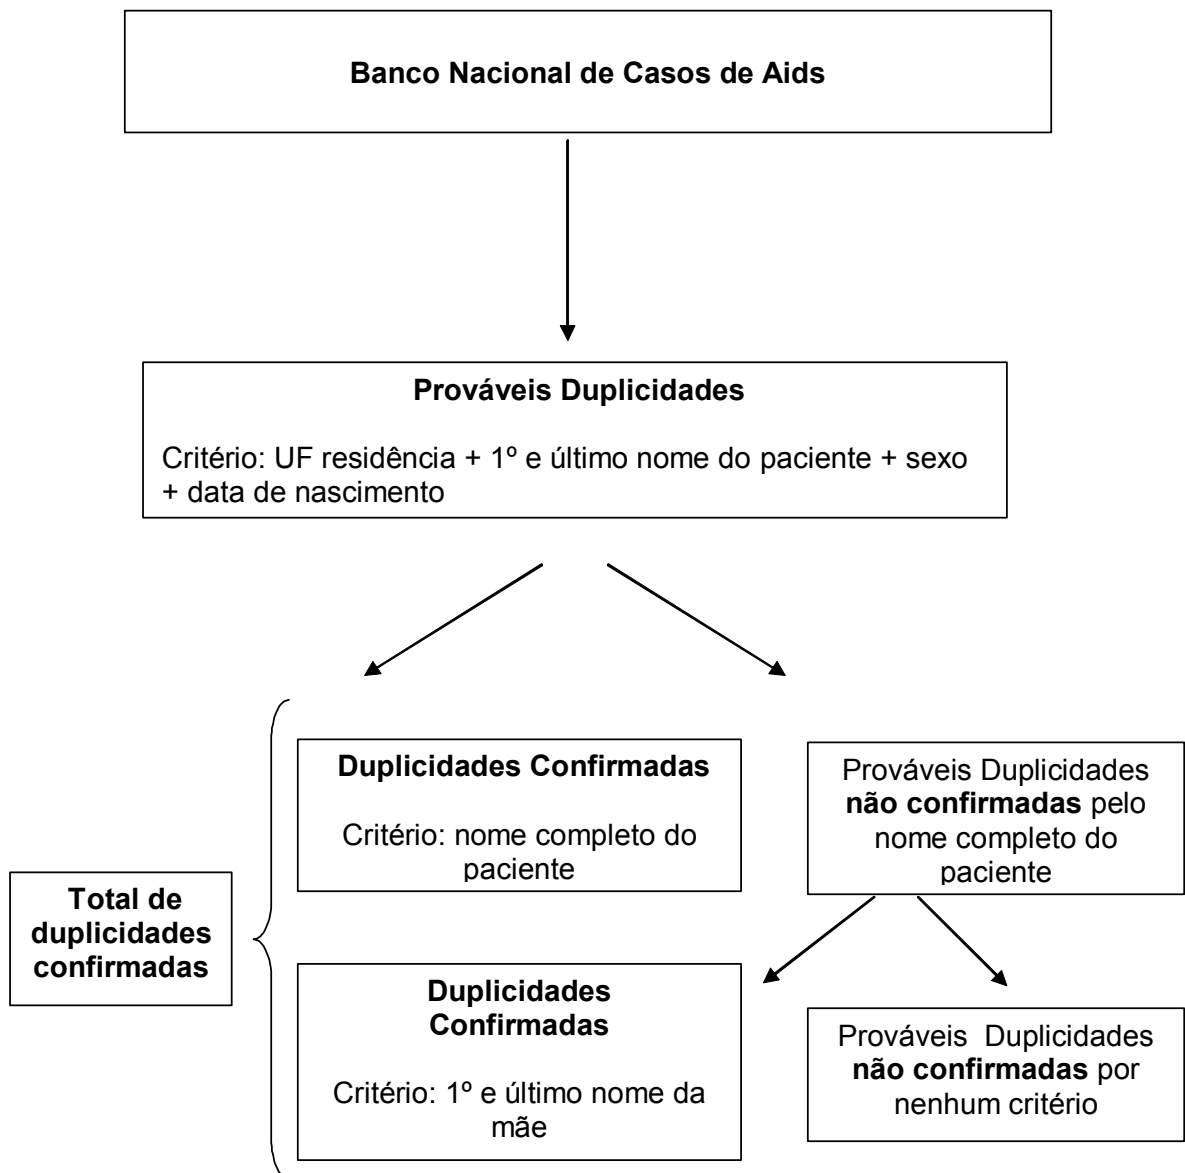 Banco Nacional de Casos de Aids
Prováveis Duplicidades
Critério: UF residência + 1º e último nome do paciente + sexo
+ data de nascimento
Duplicidades Confirmadas
Critério: nome completo do
paciente
Prováveis Duplicidades
não confirmadas pelo
nome completo do
paciente
Total de
duplicidades
confirmadas
Duplicidades
Confirmadas
Critério: 1º e último nome da
mãe
Prováveis Duplicidades
não confirmadas por
nenhum critério